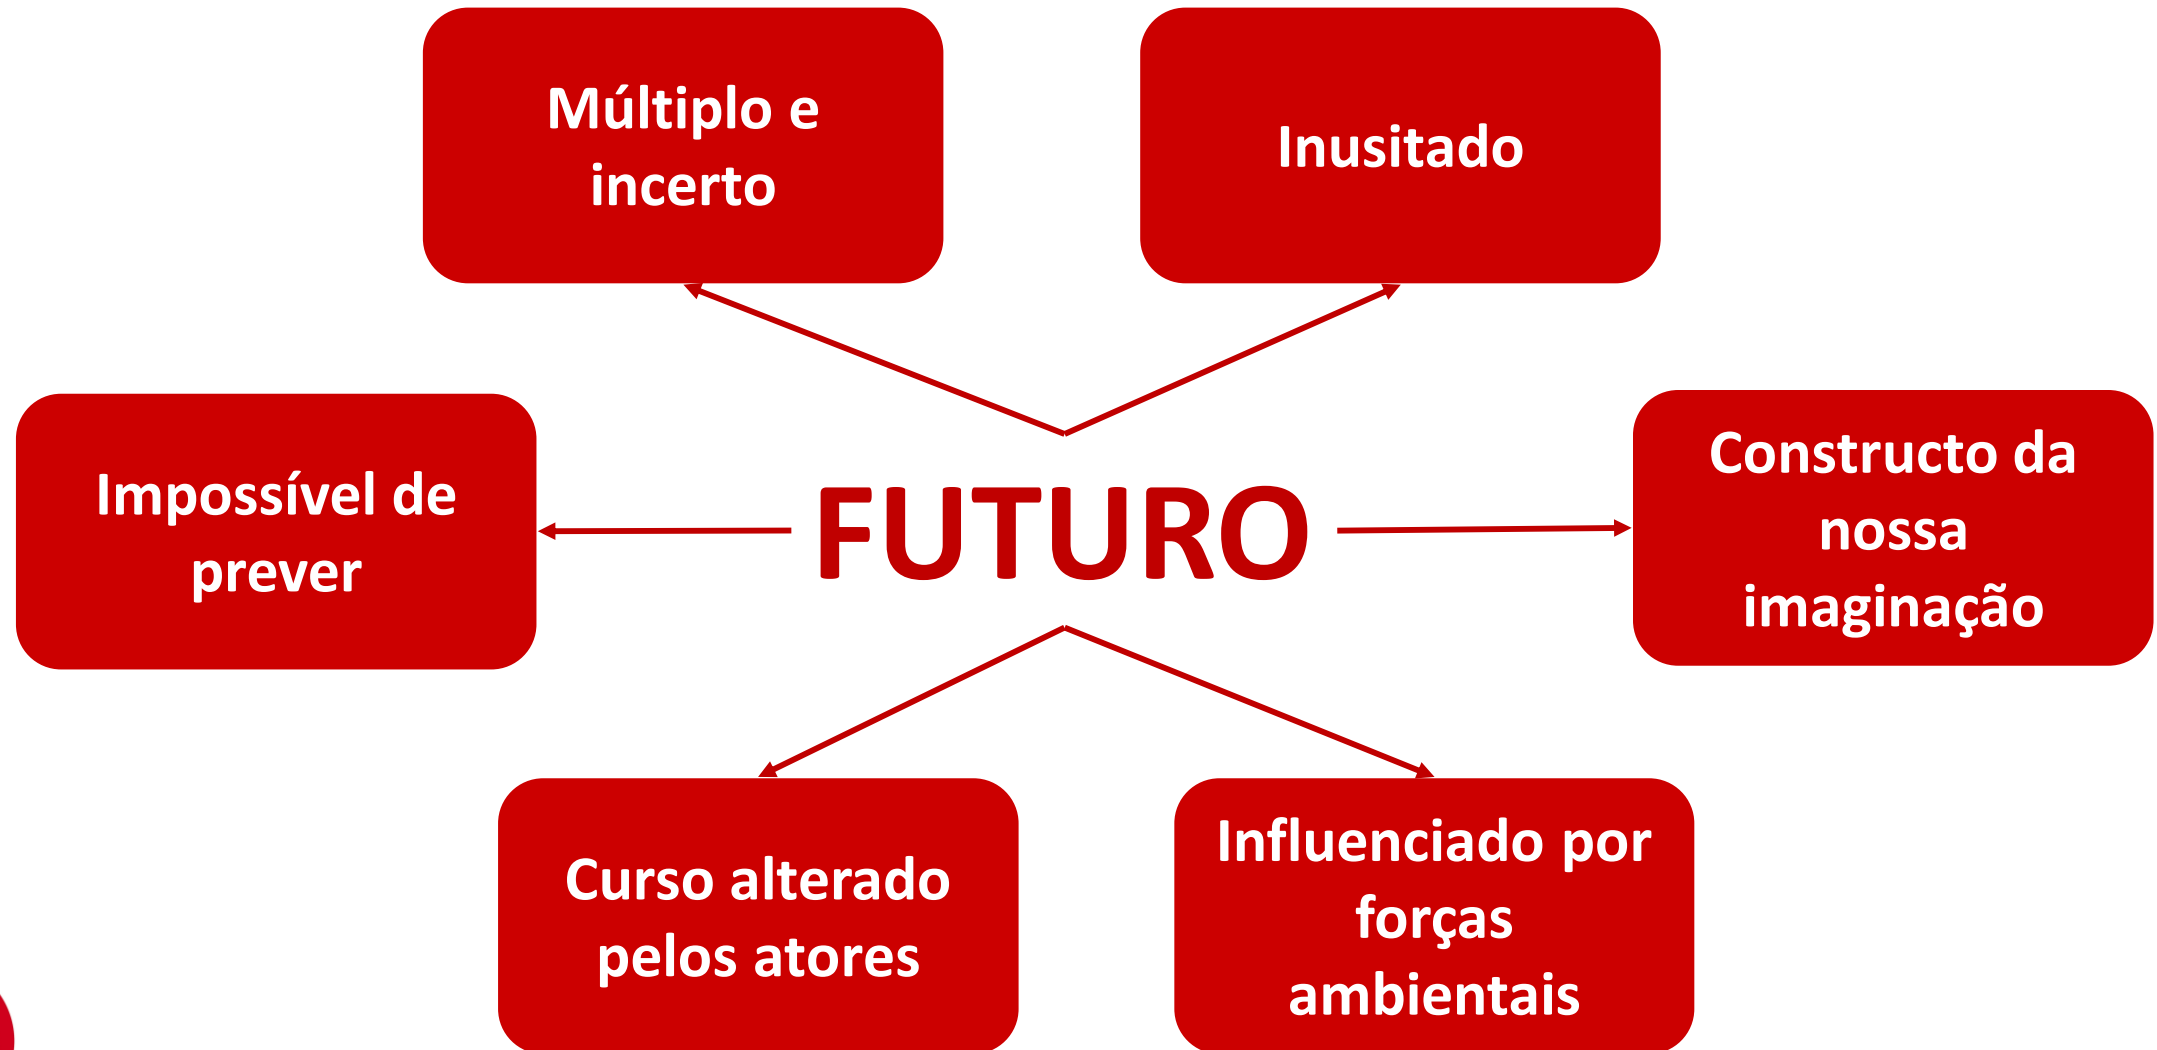 Múltiplo e
incerto
Inusitado
Impossível de
prever
FUTURO
Constructo da
nossa
imaginação
Curso alterado
pelos atores
Influenciado por
forças
ambientais